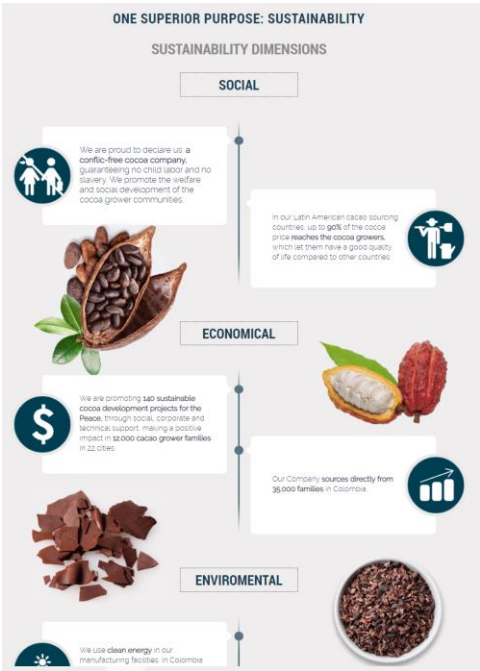 ONE SUPERIOR PURPOSE: SUSTAINABILITY
SUSTAINABILITY DIMENSIONS
SOCIAL
We are proud to declare us, a
conflic-free cocoa company,
guaranteeing no child labor and no
slavery. We promote the welfare
and social development of the
cocoa grower communities.
In our Latin American cacao sourcing
countries, up to 90% of the cocoa
price reaches the cocoa growers,
which let them have a good quality
of life compared to other countries.
ECONOMICAL
We are promoting 140 sustainable
cocoa development projects for the
Peace, through social, corporate and
technical support, making a positive
impact in 12.000 cacao grower families
in 22 cities.
Our Company sources directly from
35.000 families in Colombia.
ENVIROMENTAL
We use clean energy in our
manufacturing facilities. In Colombia